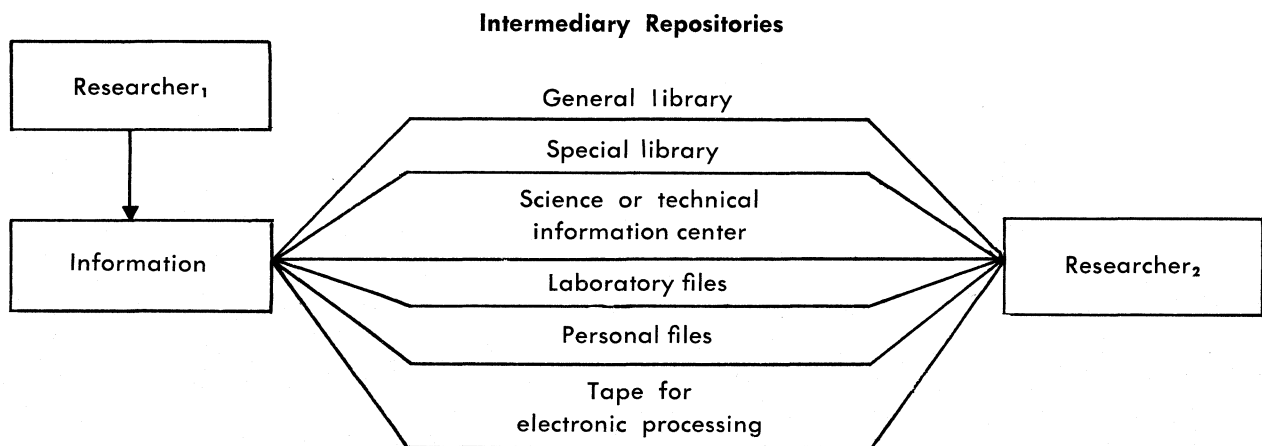 Intermediary Repositories
Researcher₁
General library
Special library
Science or technical
information center
Information
Laboratory files
Researcher₂
Personal files
Tape for
electronic processing